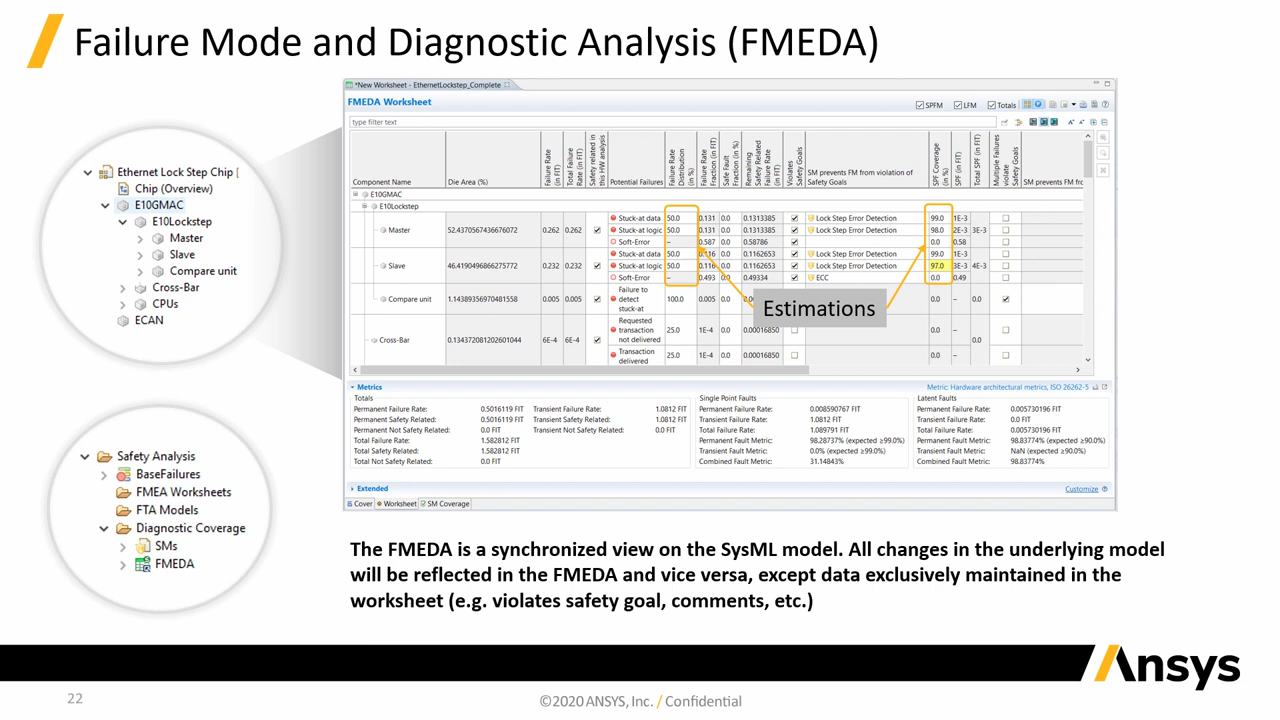 Failure Mode and Diagnostic Analysis (FMEDA)
Ethernet Lock Step Chip [
Chip (Overview)
E10GMAC
E10Lockstep
Master
Slave
Compare unit
Cross-Bar
CPUs
ECAN
Safety Analysis
BaseFailures
FMEA Worksheets
FTA Models
Diagnostic Coverage
SMs
FMEDA
*New Worksheet - EthernetLockstep_Complete
FMEDA Worksheet
SPFM LFM Totals
type filter text
Component Name
Die Area (%)
Failure Rate (in FIT)
Total Failure Rate (in FIT)
Safety related in this HW analysis
Potential Failures
Failure Rate Distribution (in %)
Failure Rate Fraction (in FIT)
Safe Fault Fraction (in %)
Remaining Safety Related Failure Rate (in FIT)
Violates Safety Goals
SM prevents FM from violation of Safety Goals
SPF Coverage (in %)
SPF (in FIT)
Total SPF (in FIT)
Multiple Failures violate Safety Goals
SM prevents FM fro
E10GMAC
E10Lockstep
Master 52.4370567436676072 0.262 0.262
Stuck-at data 50.0 0.131 0.0 0.1313385 Lock Step Error Detection 99.0 1E-3
Stuck-at logic 50.0 0.131 0.0 0.1313385 Lock Step Error Detection 98.0 2E-3 3E-3
Soft-Error – 0.587 0.0 0.58786 0.0 0.58
Slave 46.4190496866275772 0.232 0.232
Stuck-at data 50.0 0.116 0.0 0.1162653 Lock Step Error Detection 99.0 1E-3
Stuck-at logic 50.0 0.116 0.0 0.1162653 Lock Step Error Detection 97.0 3E-3 4E-3
Soft-Error – 0.493 0.0 0.49334 ECC 0.0 0.49
Compare unit 1.14389356970481558 0.005 0.005
Failure to detect stuck-at 100.0 0.005 0.0 0.0 – 0.0
Cross-Bar 0.134372081202601044 6E-4 6E-4
Requested transaction not delivered 25.0 1E-4 0.0 0.00016850 0.0 –
0.0
Transaction delivered 25.0 1E-4 0.0 0.00016850 0.0 –
Estimations
Metrics
Metric: Hardware architectural metrics, ISO 26262-5
Totals
Permanent Failure Rate: 0.5016119 FIT Transient Failure Rate: 1.0812 FIT
Permanent Safety Related: 0.5016119 FIT Transient Safety Related: 1.0812 FIT
Permanent Not Safety Related: 0.0 FIT Transient Not Safety Related: 0.0 FIT
Total Failure Rate: 1.582812 FIT
Total Safety Related: 1.582812 FIT
Total Not Safety Related: 0.0 FIT
Single Point Faults
Permanent Failure Rate: 0.008590767 FIT
Transient Failure Rate: 1.0812 FIT
Total Failure Rate: 1.089791 FIT
Permanent Fault Metric: 98.28737% (expected ≥99.0%)
Transient Fault Metric: 0.0% (expected ≥99.0%)
Combined Fault Metric: 31.14843%
Latent Faults
Permanent Failure Rate: 0.005730196 FIT
Transient Failure Rate: 0.0 FIT
Total Failure Rate: 0.005730196 FIT
Permanent Fault Metric: 98.83774% (expected ≥90.0%)
Transient Fault Metric: NaN (expected ≥90.0%)
Combined Fault Metric: 98.83774%
Extended
Customize
Cover Worksheet SM Coverage
The FMEDA is a synchronized view on the SysML model. All changes in the underlying model
will be reflected in the FMEDA and vice versa, except data exclusively maintained in the
worksheet (e.g. violates safety goal, comments, etc.)
Ansys
22
©2020 ANSYS, Inc. / Confidential